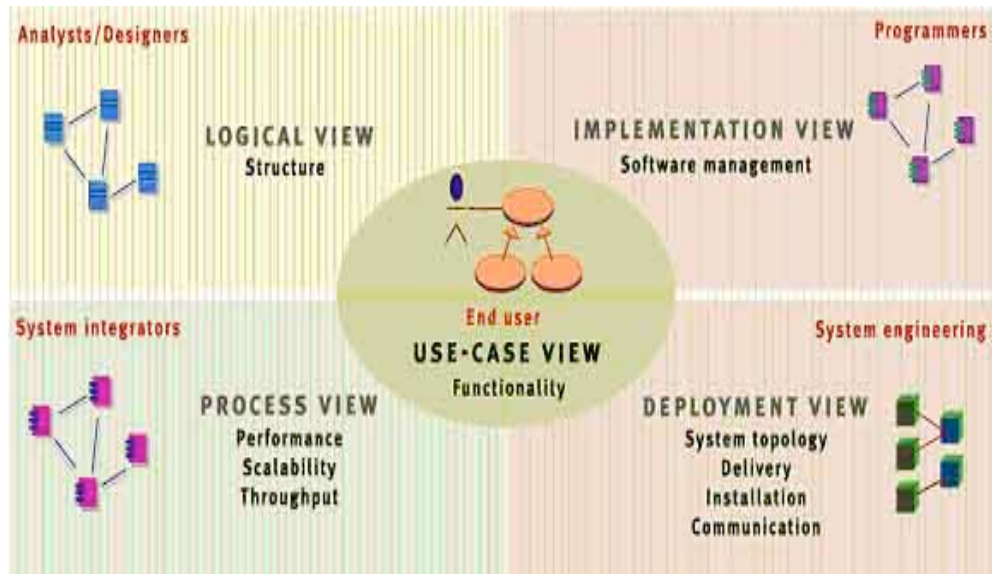 Analysts/Designers
LOGICAL VIEW
Structure
Programmers
IMPLEMENTATION VIEW
Software management
End user
USE-CASE VIEW
Functionality
System integrators
PROCESS VIEW
Performance
Scalability
Throughput
System engineering
DEPLOYMENT VIEW
System topology
Delivery
Installation
Communication